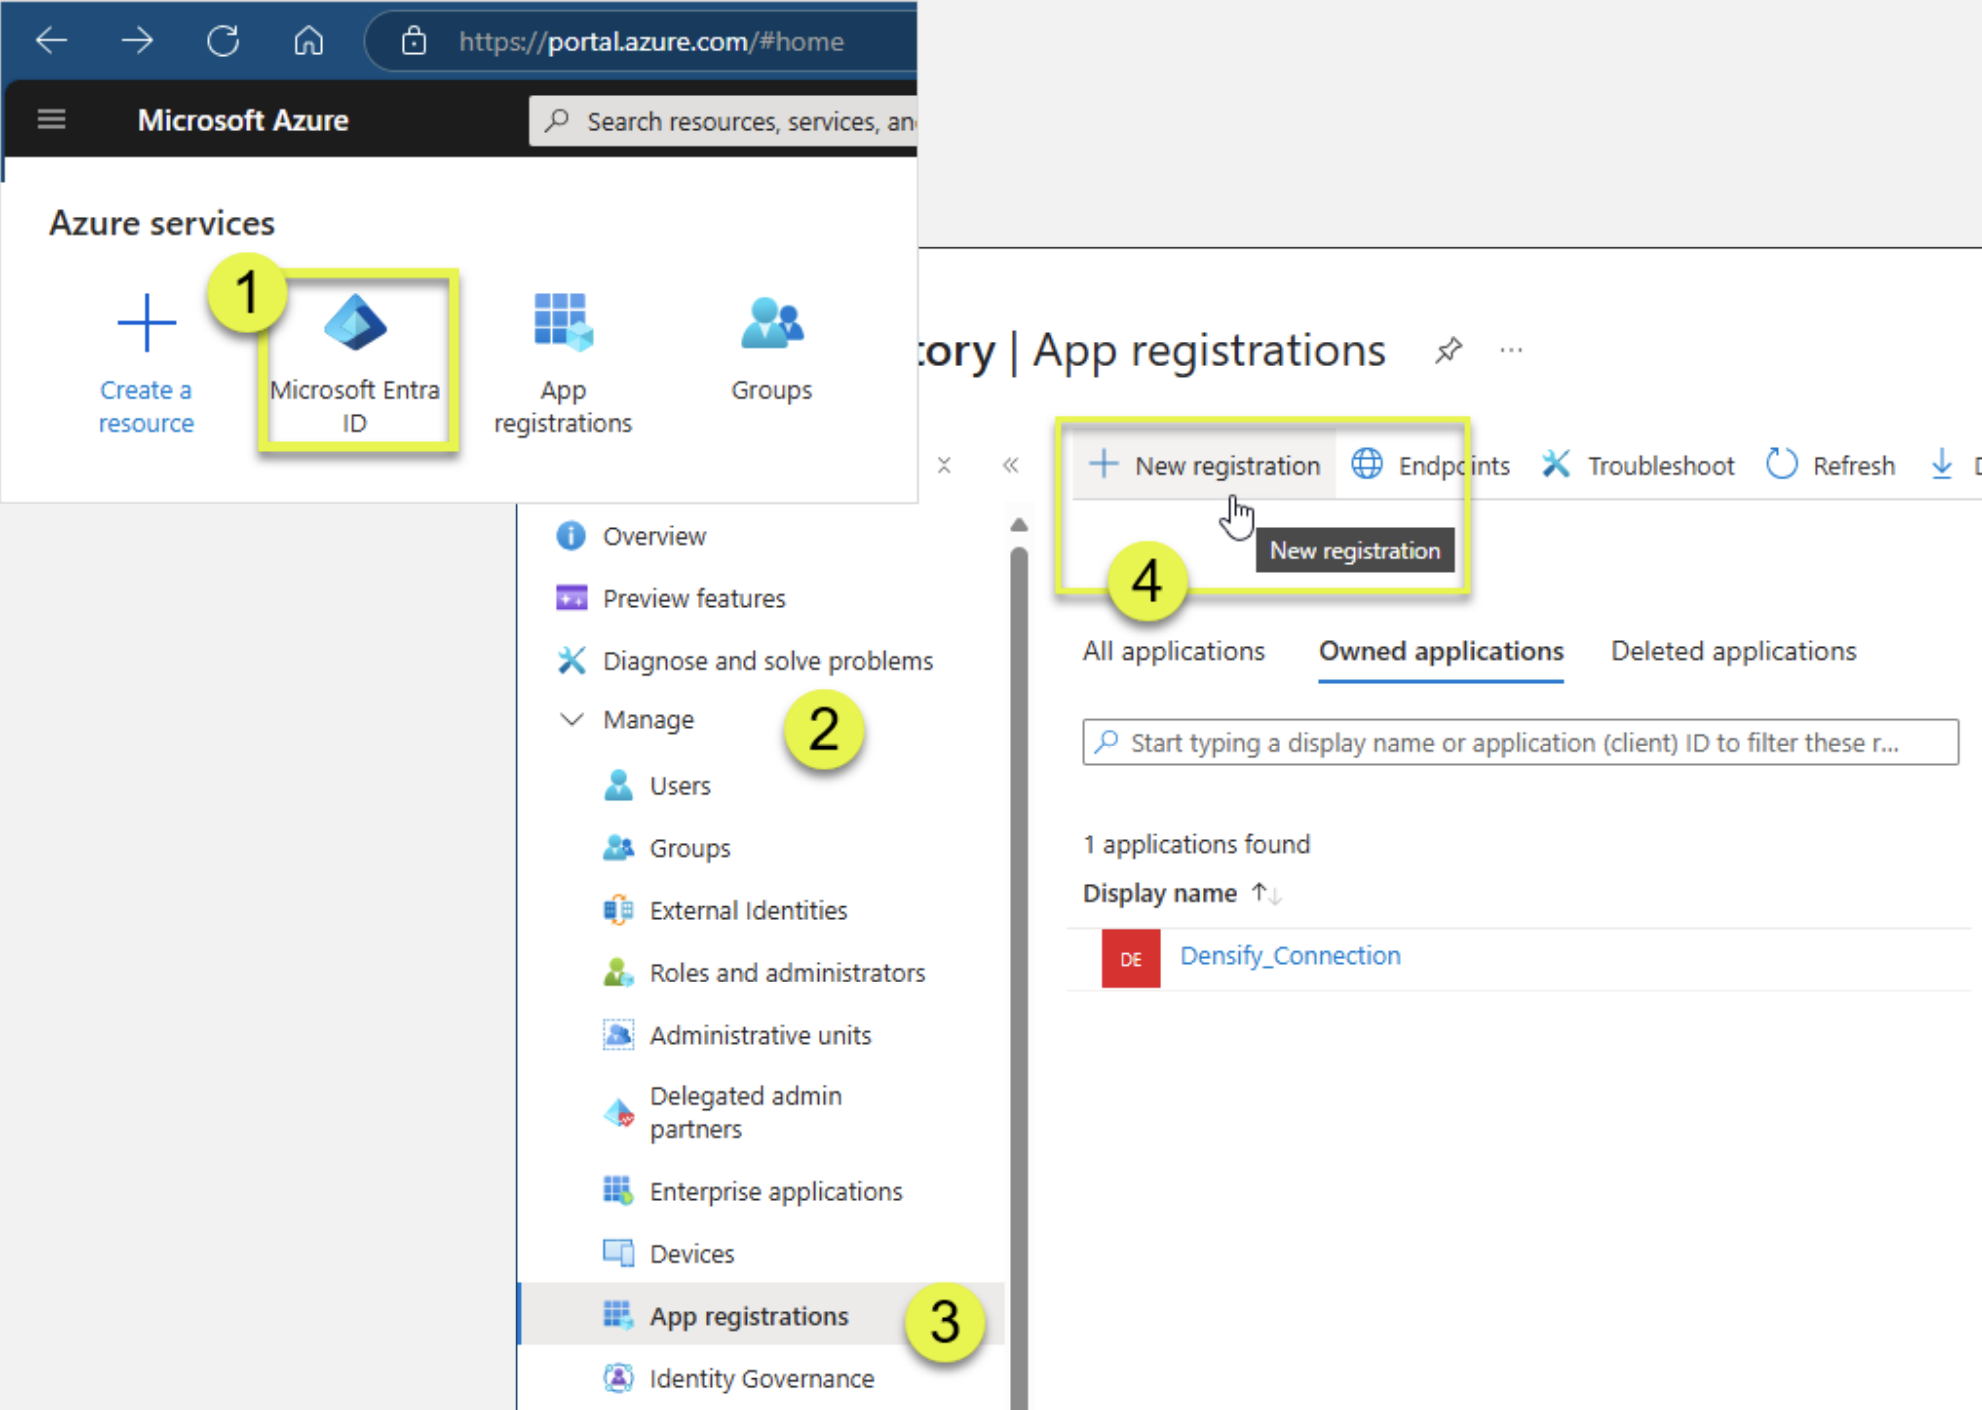 https://portal.azure.com/#home
Microsoft Azure
Search resources, services, an
Azure services
1
Create a
resource
Microsoft Entra
ID
App
registrations
Groups
tory | App registrations
New registration
Endpoints
Troubleshoot
Refresh
New registration
4
Overview
Preview features
Diagnose and solve problems
Manage
2
Users
Groups
External Identities
Roles and administrators
Administrative units
Delegated admin
partners
Enterprise applications
Devices
App registrations
3
Identity Governance
All applications
Owned applications
Deleted applications
Start typing a display name or application (client) ID to filter these r...
1 applications found
Display name
DE
Densify_Connection